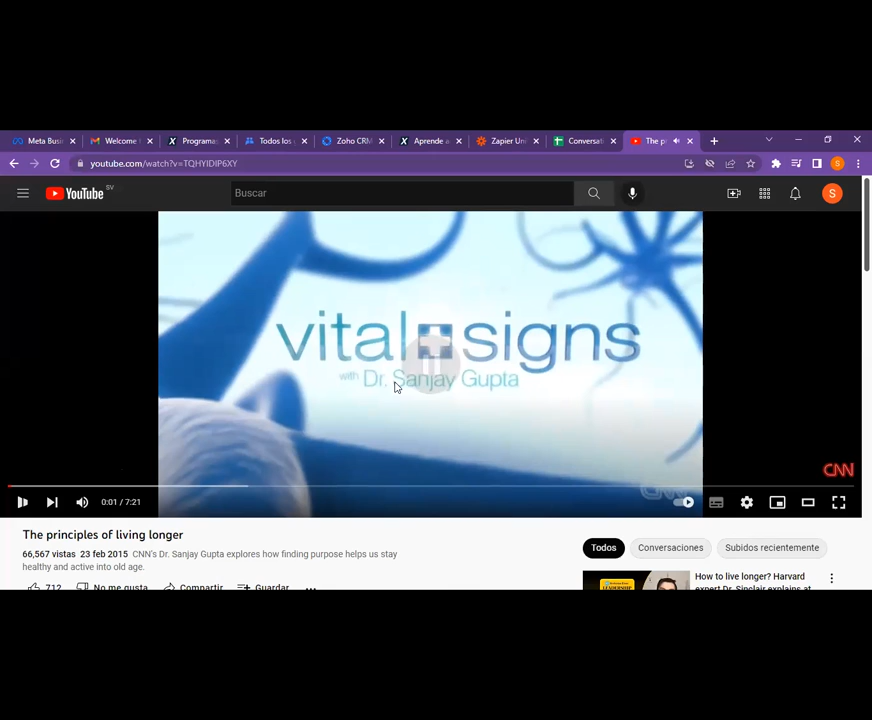 Meta Busi
Welcome
Programas
Todos los
Zoho CRM
Aprende a
Zapier Uni
Conversati
The p
youtube.com/watch?v=TQHYIDIP6XY
S
YouTube SV
Buscar
S
vital signs
with Dr. Sanjay Gupta
CNN
0:01 / 7:21
The principles of living longer
66,567 vistas 23 feb 2015 CNN's Dr. Sanjay Gupta explores how finding purpose helps us stay
healthy and active into old age.
712 No me gusta Compartir Guardar ...
Todos Conversaciones Subidos recientemente
How to live longer? Harvard
expert Dr. Sinclair explains at